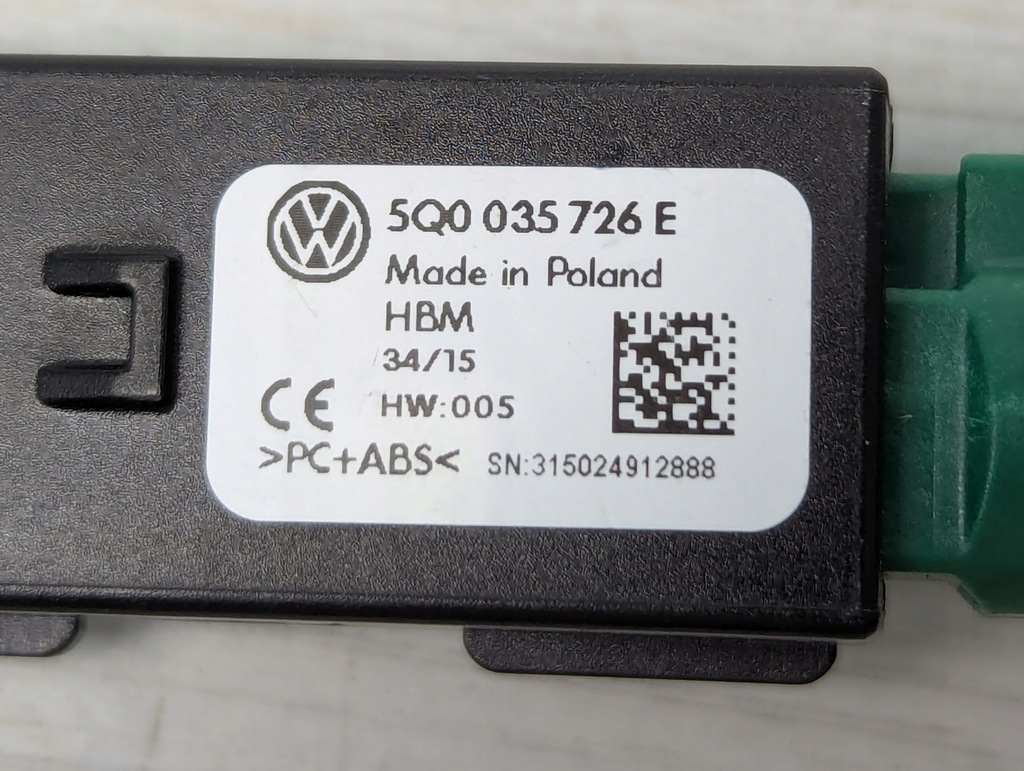 5Q0 035 726 E
Made in Poland
HBM
34/15
CE HW:005
>PC+ABS< SN:315024912888